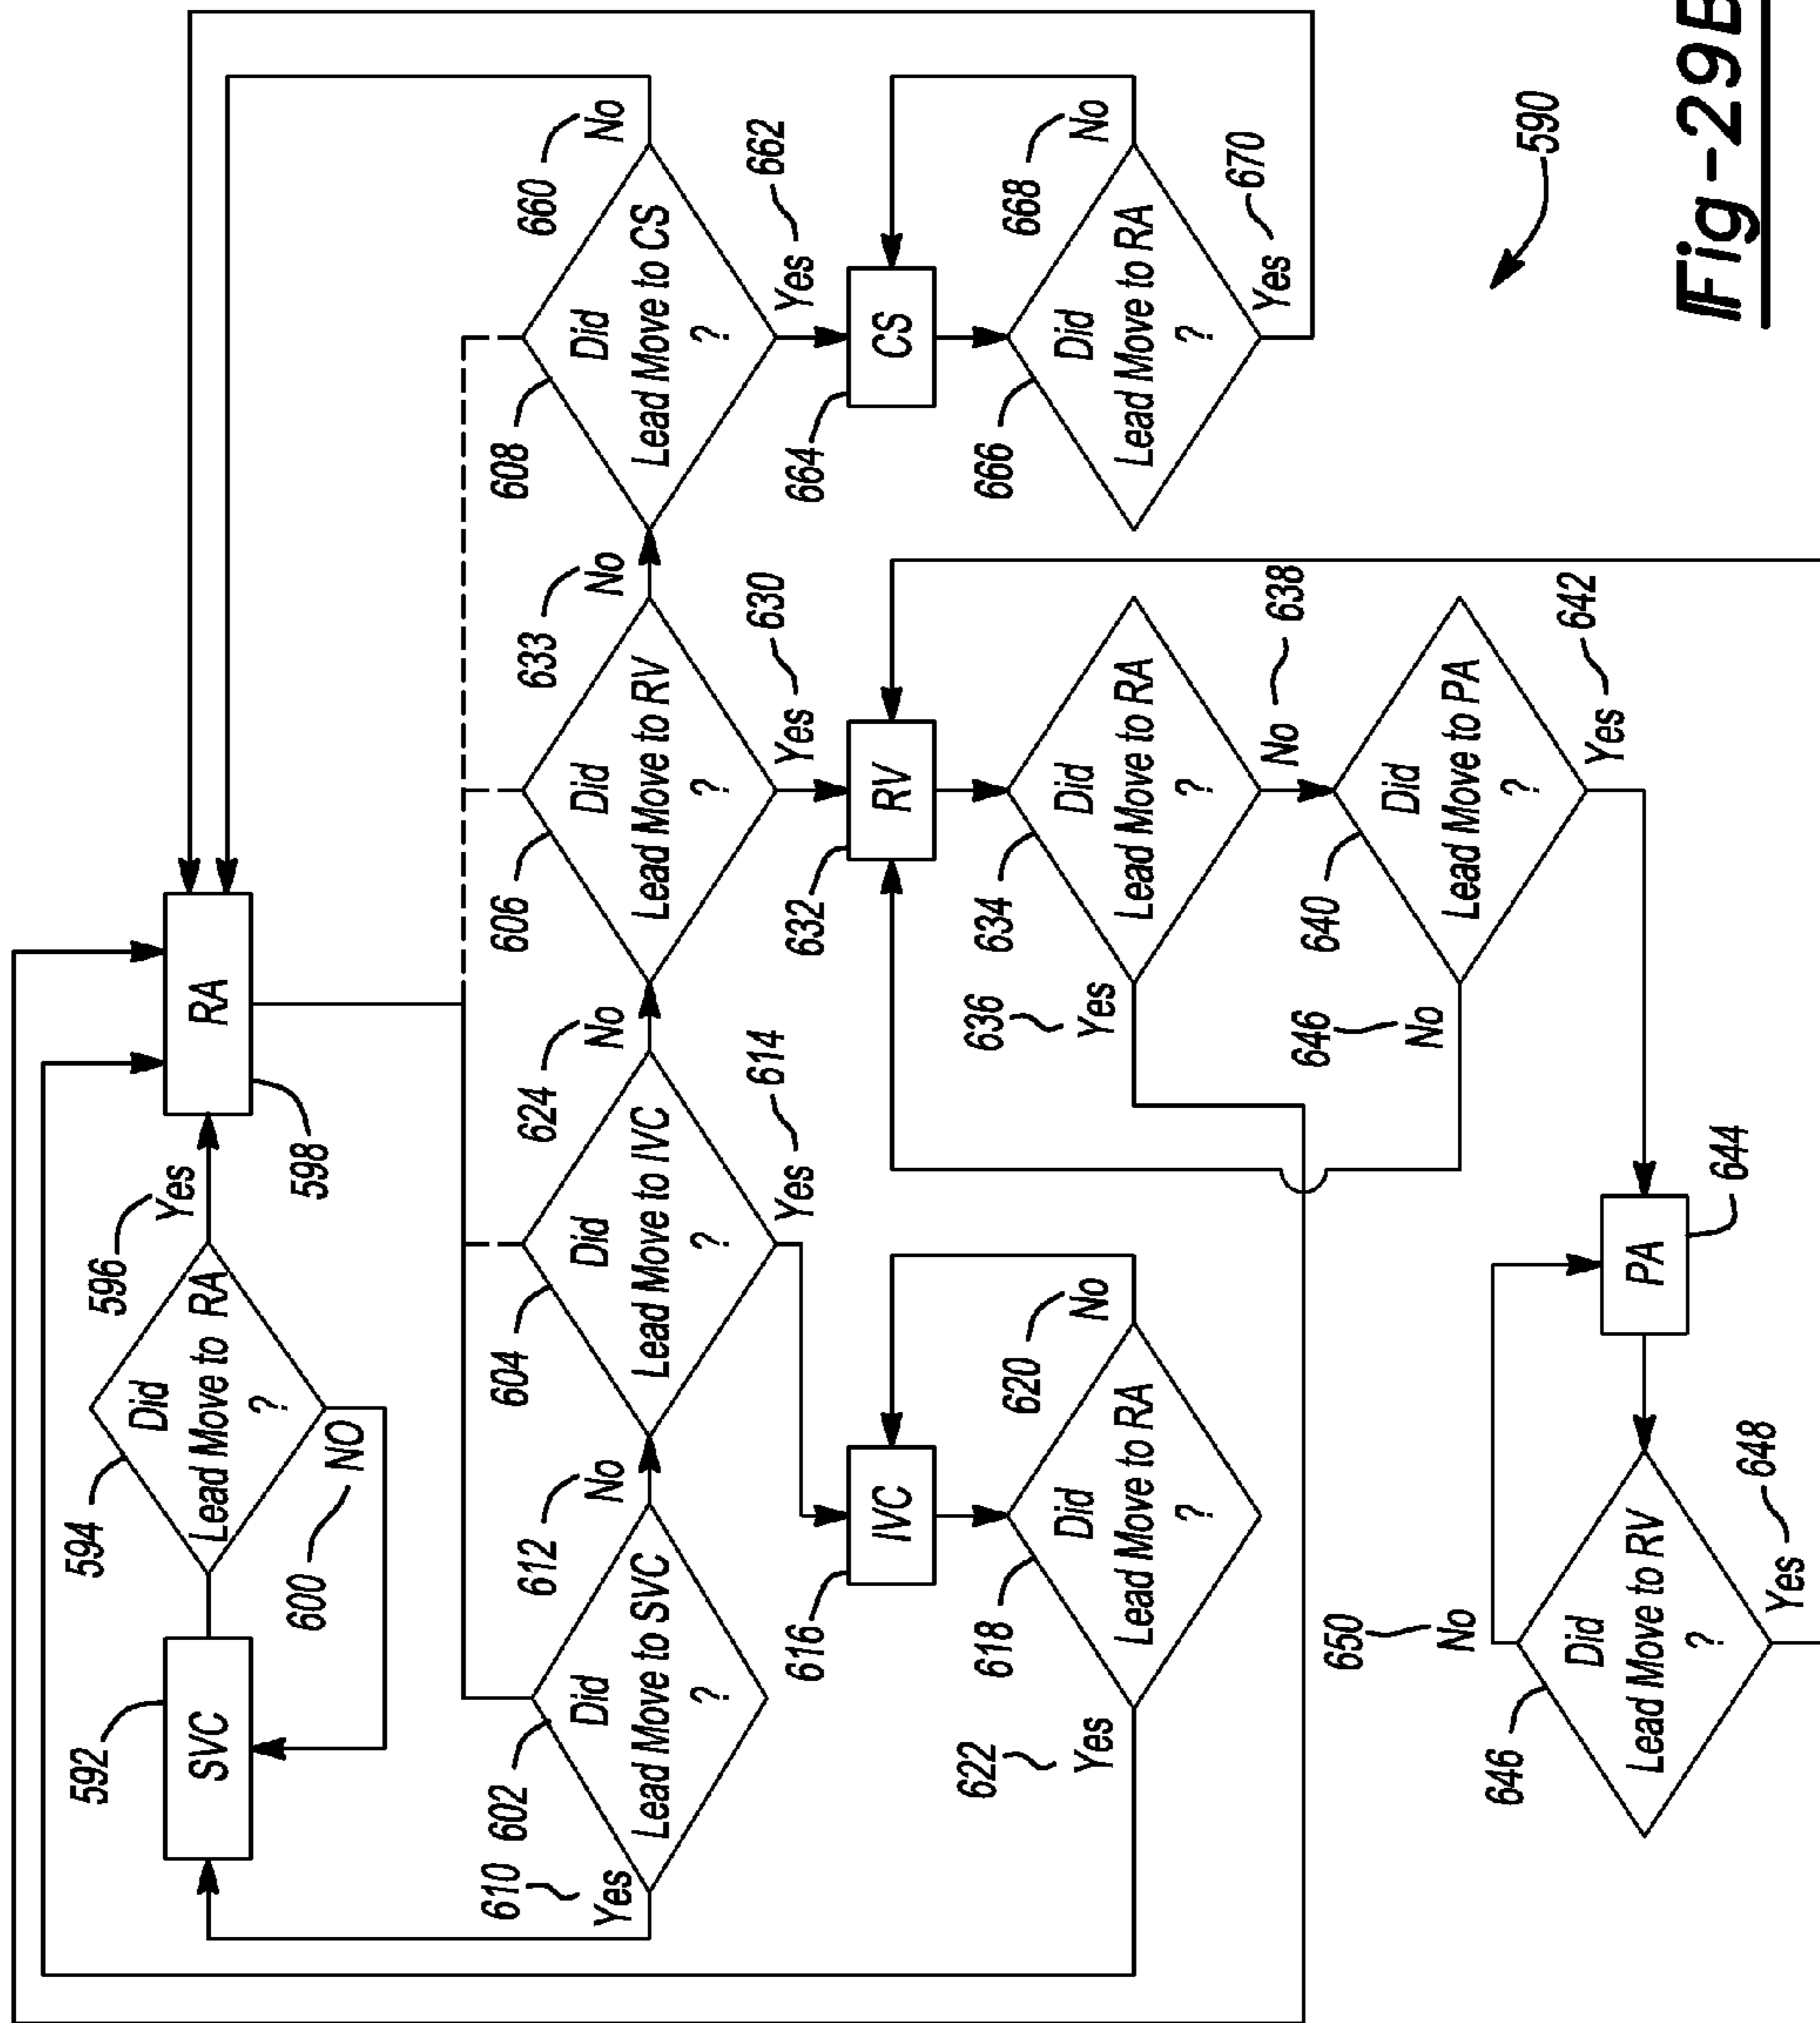 592
SVC
594
Did
Lead Move to RA
?
596
Yes
600
NO
RA
598
610
Yes
602
Did
Lead Move to SVC
?
612
No
604
Did
Lead Move to IVC
?
624
No
614
Yes
606
Did
Lead Move to RV
?
633
No
630
Yes
608
Did
Lead Move to CS
?
660
No
662
Yes
616
IVC
618
Did
Lead Move to RA
?
620
No
622
Yes
632
RV
634
Did
Lead Move to RA
?
636
Yes
638
No
640
Did
Lead Move to PA
?
646
No
642
Yes
664
CS
666
Did
Lead Move to RA
?
668
No
670
Yes
644
PA
646
Did
Lead Move to RV
?
650
No
648
Yes
590
Fig-29B